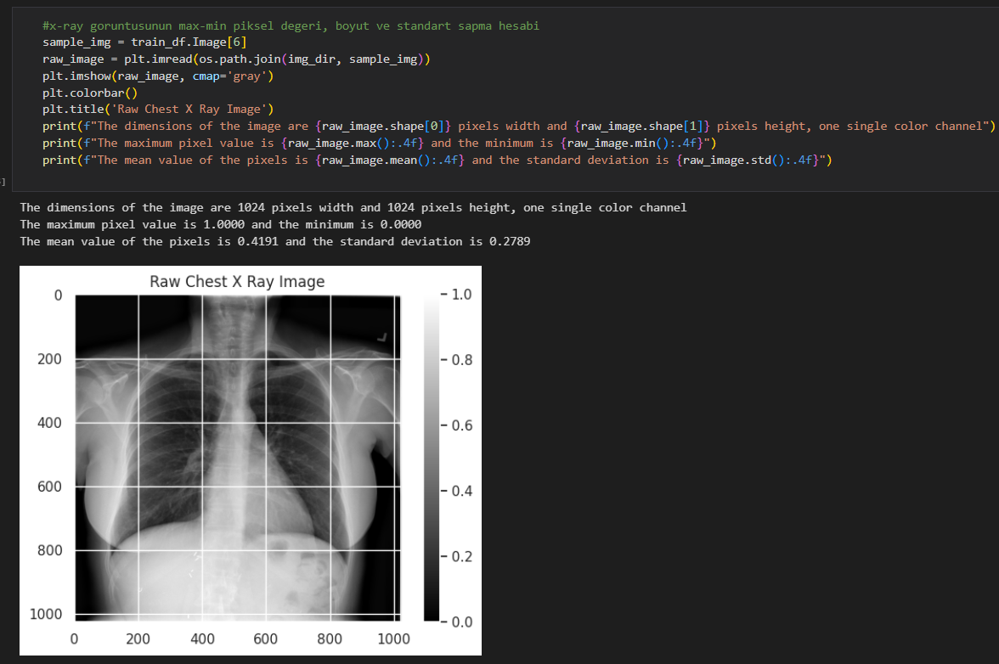 #x-ray goruntusunun max-min piksel degeri, boyut ve standart sapma hesabi
sample_img = train_df.Image[6]
raw_image = plt.imread(os.path.join(img_dir, sample_img))
plt.imshow(raw_image, cmap='gray')
plt.colorbar()
plt.title('Raw Chest X Ray Image')
print(f"The dimensions of the image are {raw_image.shape[0]} pixels width and {raw_image.shape[1]} pixels height, one single color channel")
print(f"The maximum pixel value is {raw_image.max():.4f} and the minimum is {raw_image.min():.4f}")
print(f"The mean value of the pixels is {raw_image.mean():.4f} and the standard deviation is {raw_image.std():.4f}")
]
The dimensions of the image are 1024 pixels width and 1024 pixels height, one single color channel
The maximum pixel value is 1.0000 and the minimum is 0.0000
The mean value of the pixels is 0.4191 and the standard deviation is 0.2789
Raw Chest X Ray Image
0
200
400
600
800
1000
0 200 400 600 800 1000
1.0
0.8
0.6
0.4
0.2
0.0
L